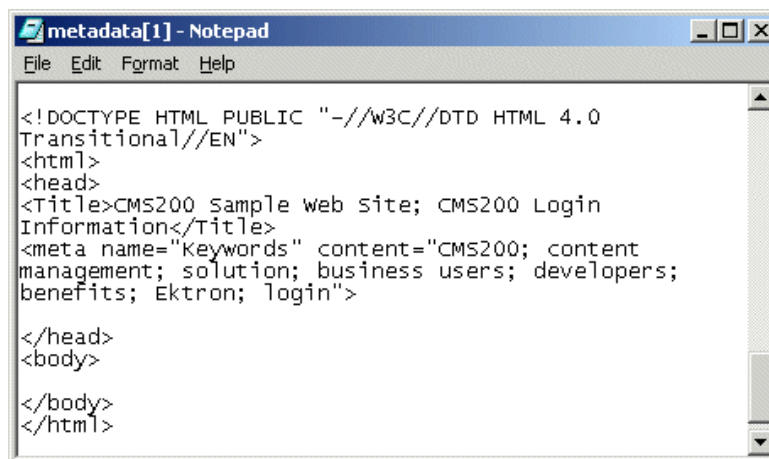 metadata[1] - Notepad
File Edit Format Help
<!DOCTYPE HTML PUBLIC "-//W3C//DTD HTML 4.0
Transitional//EN">
<html>
<head>
<Title>CMS200 Sample Web Site; CMS200 Login
Information</Title>
<meta name="Keywords" content="CMS200; content
management; solution; business users; developers;
benefits; Ektron; login">
</head>
<body>
</body>
</html>